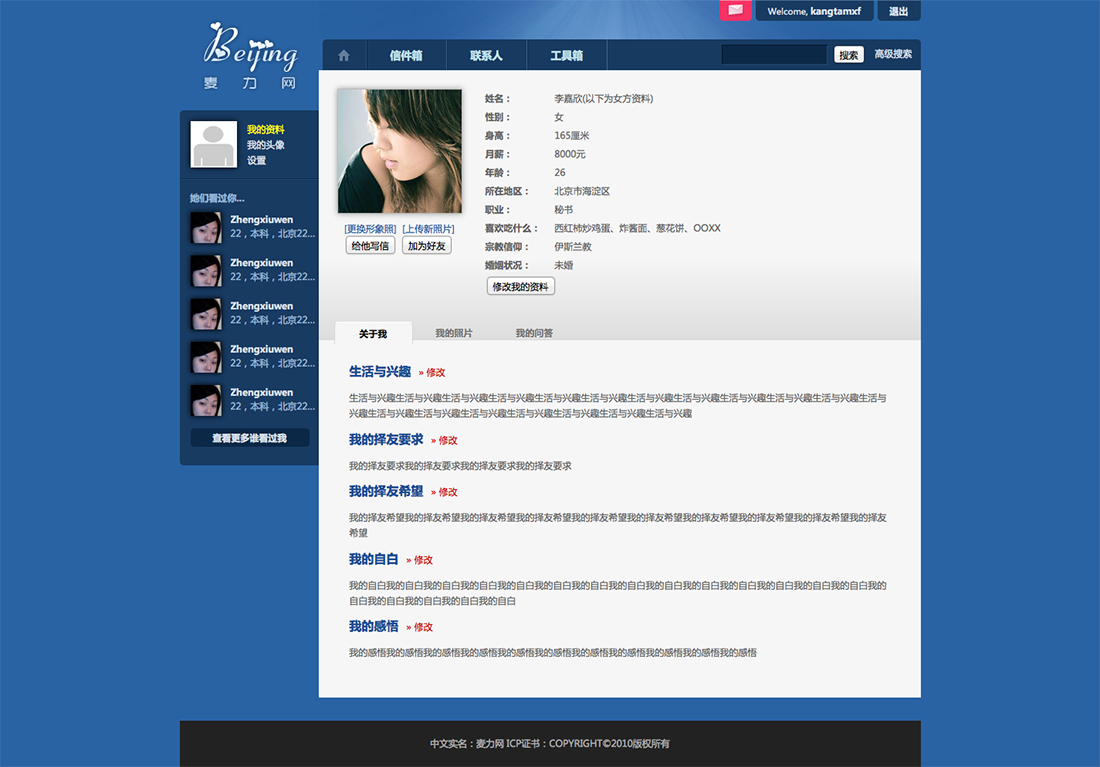 Welcome, kangtamxf
退出
Beijing
麦力网
信件箱
联系人
工具箱
搜索
高级搜索
我的资料
我的头像
设置
她们看过你...
Zhengxiuwen
22，本科，北京22...
Zhengxiuwen
22，本科，北京22...
Zhengxiuwen
22，本科，北京22...
Zhengxiuwen
22，本科，北京22...
Zhengxiuwen
22，本科，北京22...
查看更多谁看过我
[更换形象照] [上传新照片]
给他写信 加为好友
姓名： 李嘉欣(以下为女方资料)
性别： 女
身高： 165厘米
月薪： 8000元
年龄： 26
所在地区： 北京市海淀区
职业： 秘书
喜欢吃什么： 西红柿炒鸡蛋、炸酱面、葱花饼、OOXX
宗教信仰： 伊斯兰教
婚姻状况： 未婚
修改我的资料
关于我 我的照片 我的问答
生活与兴趣 » 修改
生活与兴趣生活与兴趣生活与兴趣生活与兴趣生活与兴趣生活与兴趣生活与兴趣生活与兴趣生活与兴趣生活与兴趣生活与兴趣生活与
兴趣生活与兴趣生活与兴趣生活与兴趣生活与兴趣生活与兴趣生活与兴趣生活与兴趣
我的择友要求 » 修改
我的择友要求我的择友要求我的择友要求我的择友要求
我的择友希望 » 修改
我的择友希望我的择友希望我的择友希望我的择友希望我的择友希望我的择友希望我的择友希望我的择友希望我的择友希望我的择友
希望
我的自白 » 修改
我的自白我的自白我的自白我的自白我的自白我的自白我的自白我的自白我的自白我的自白我的自白我的自白我的自白我的自白我的
自白我的自白我的自白我的自白我的自白
我的感悟 » 修改
我的感悟我的感悟我的感悟我的感悟我的感悟我的感悟我的感悟我的感悟我的感悟我的感悟我的感悟
中文实名：麦力网 ICP证书：COPYRIGHT©2010版权所有